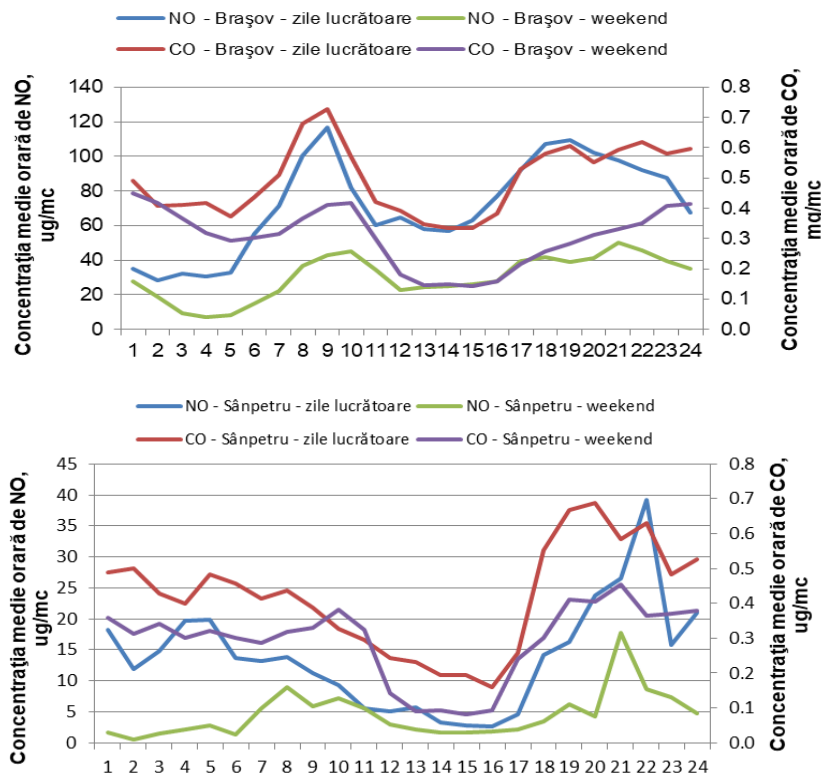 NO - Braşov - zile lucrătoare NO - Braşov - weekend
CO - Braşov - zile lucrătoare CO - Braşov - weekend
Concentraţia medie orară de NO,
ug/mc
140
120
100
80
60
40
20
0
0.8
0.7
0.6
0.5
0.4
0.3
0.2
0.1
0.0
Concentraţia medie orară de CO,
mg/mc
1 2 3 4 5 6 7 8 9 10 11 12 13 14 15 16 17 18 19 20 21 22 23 24
NO - Sânpetru - zile lucrătoare NO - Sânpetru - weekend
CO - Sânpetru - zile lucrătoare CO - Sânpetru - weekend
Concentraţia medie orară de NO,
ug/mc
45
40
35
30
25
20
15
10
5
0
0.8
0.7
0.6
0.5
0.4
0.3
0.2
0.1
0.0
Concentraţia medie orară de CO,
ug/mc
1 2 3 4 5 6 7 8 9 10 11 12 13 14 15 16 17 18 19 20 21 22 23 24